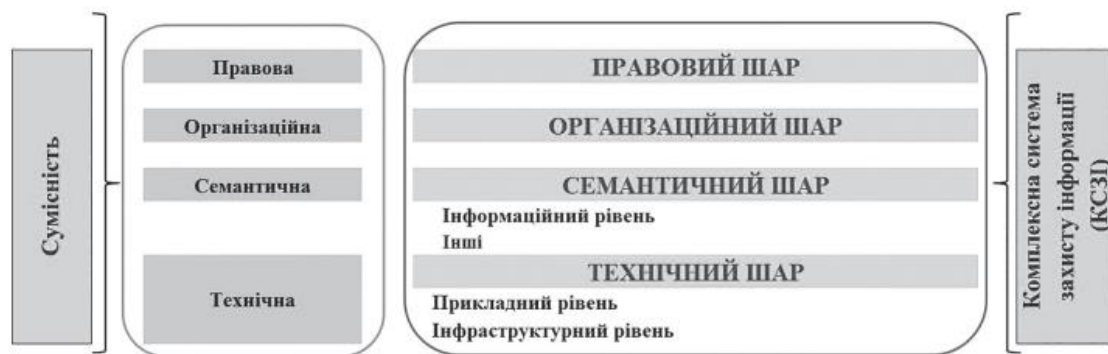 Сумісність
Правова
Організаційна
Семантична
Технічна
ПРАВОВИЙ ШАР
ОРГАНІЗАЦІЙНИЙ ШАР
СЕМАНТИЧНИЙ ШАР
Інформаційний рівень
Інші
ТЕХНІЧНИЙ ШАР
Прикладний рівень
Інфраструктурний рівень
Комплексна система
захисту інформації
(КСЗІ)